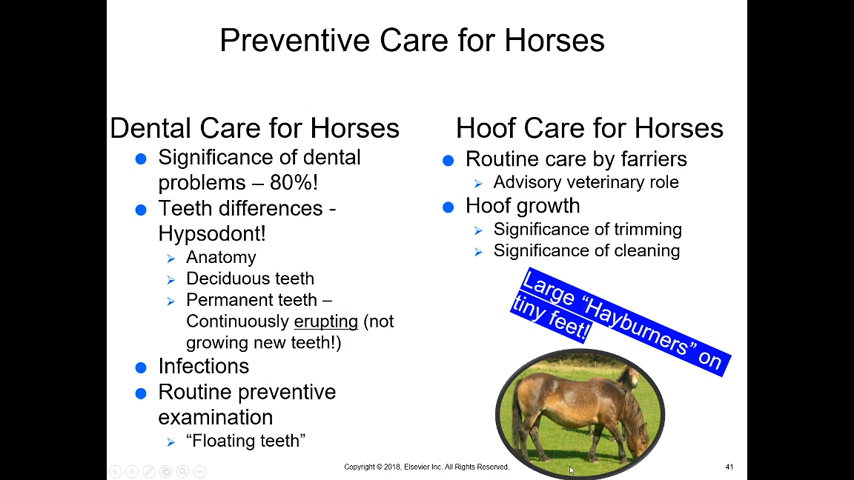 Preventive Care for Horses
Dental Care for Horses
Significance of dental
problems – 80%!
Teeth differences -
Hypsodont!
Anatomy
Deciduous teeth
Permanent teeth –
Continuously erupting (not
growing new teeth!)
Infections
Routine preventive
examination
“Floating teeth”
Hoof Care for Horses
Routine care by farriers
Advisory veterinary role
Hoof growth
Significance of trimming
Significance of cleaning
Large “Hayburners” on
tiny feet!
Copyright © 2018, Elsevier Inc. All Rights Reserved.
41